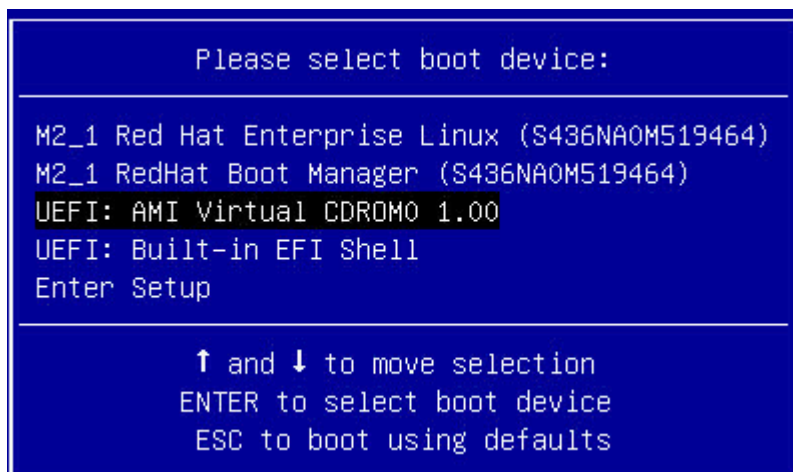 Please select boot device:
M2_1 Red Hat Enterprise Linux (S436NA0M519464)
M2_1 RedHat Boot Manager (S436NA0M519464)
UEFI: AMI Virtual CDROM0 1.00
UEFI: Built-in EFI Shell
Enter Setup
↑ and ↓ to move selection
ENTER to select boot device
ESC to boot using defaults